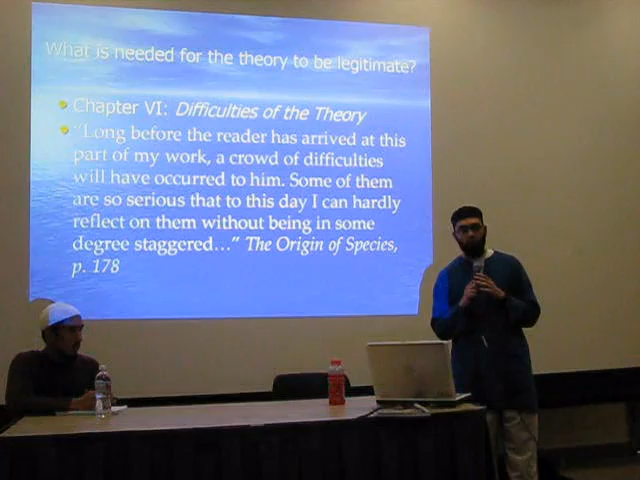 What is needed for the theory to be legitimate?
Chapter VI: Difficulties of the Theory
"Long before the reader has arrived at this
part of my work, a crowd of difficulties
will have occurred to him. Some of them
are so serious that to this day I can hardly
reflect on them without being in some
degree staggered…" The Origin of Species,
p. 178